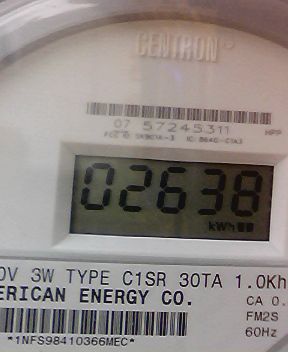 CENTRON
07 57245311 HPP
02638
kWh
0V 3W TYPE C1SR 30TA 1.0Kh
ERICAN ENERGY CO.
CA 0.
FM2S
*1NFS98410366MEC*
60Hz